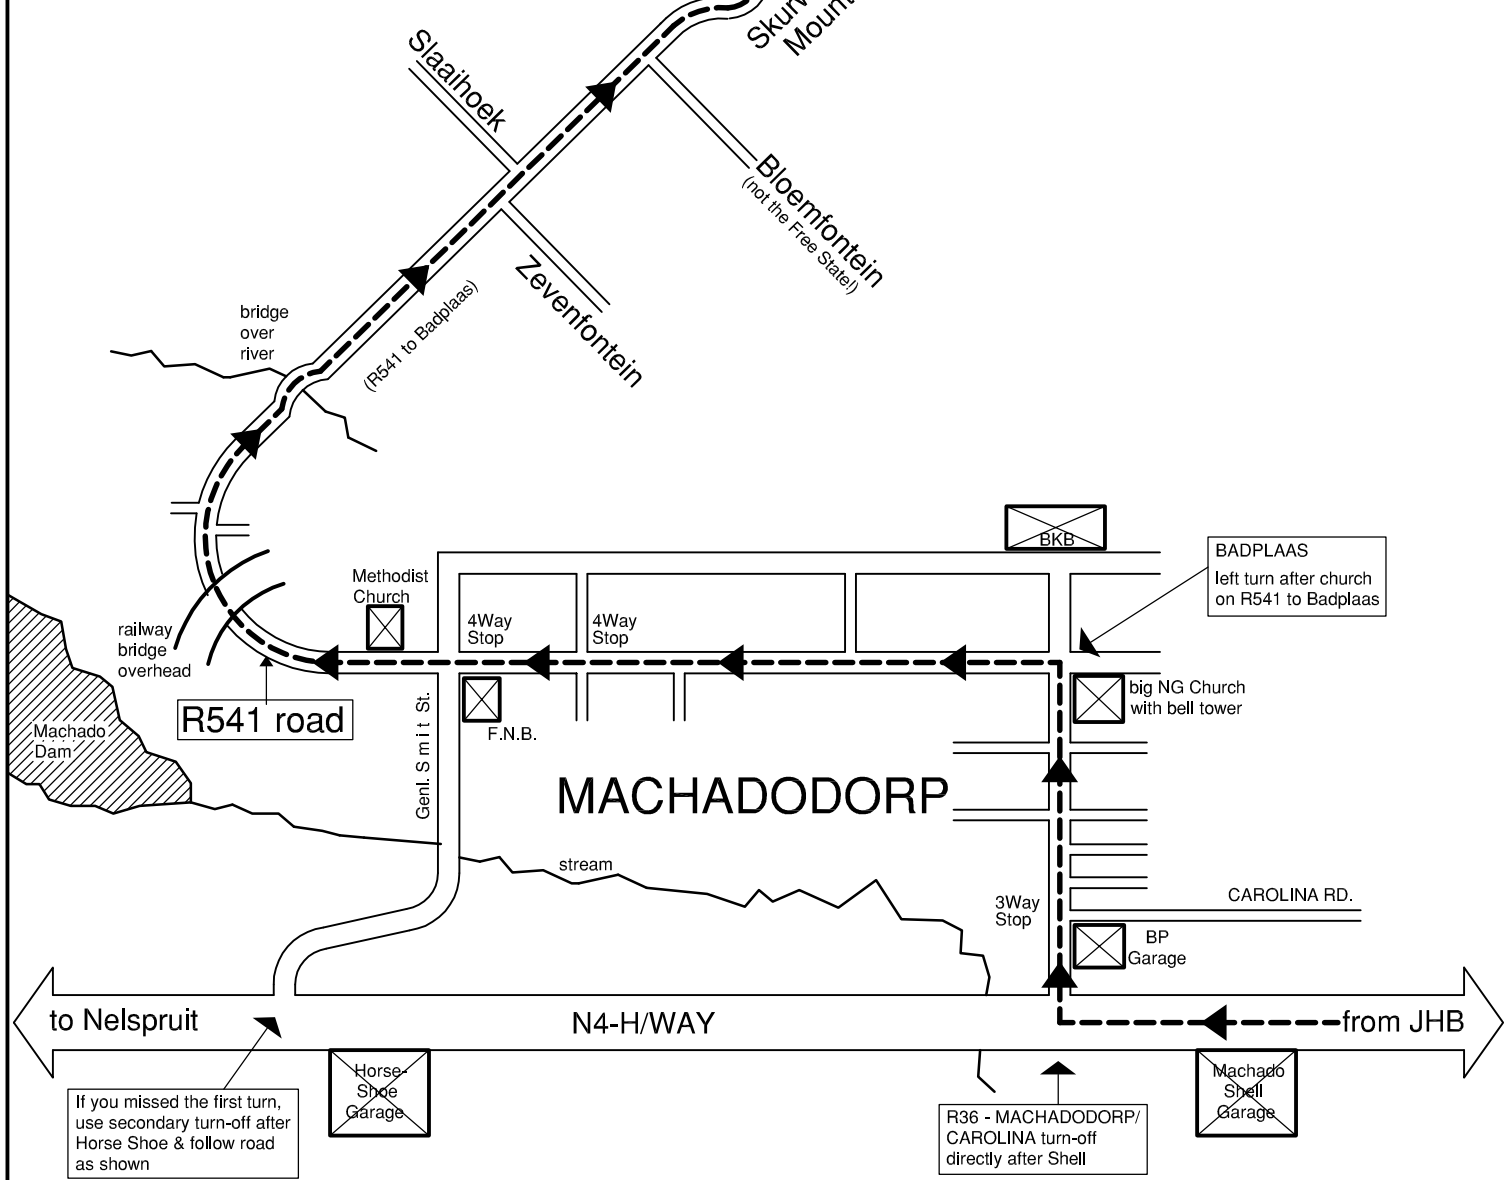 Skur
Mount
Slaaihoek
Bloemfontein
(not the Free State!)
Zevenfontein
(R541 to Badplaas)
bridge
over
river
BKB
BADPLAAS
left turn after church
on R541 to Badplaas
Methodist
Church
4Way
Stop
4Way
Stop
railway
bridge
overhead
R541 road
big NG Church
with bell tower
F.N.B.
Machado
Dam
Genl. Smit St.
MACHADODORP
stream
3Way
Stop
CAROLINA RD.
BP
Garage
to Nelspruit
N4-H/WAY
from JHB
Horse-
Shoe
Garage
Machado
Shell
Garage
If you missed the first turn,
use secondary turn-off after
Horse Shoe & follow road
as shown
R36 - MACHADODORP/
CAROLINA turn-off
directly after Shell